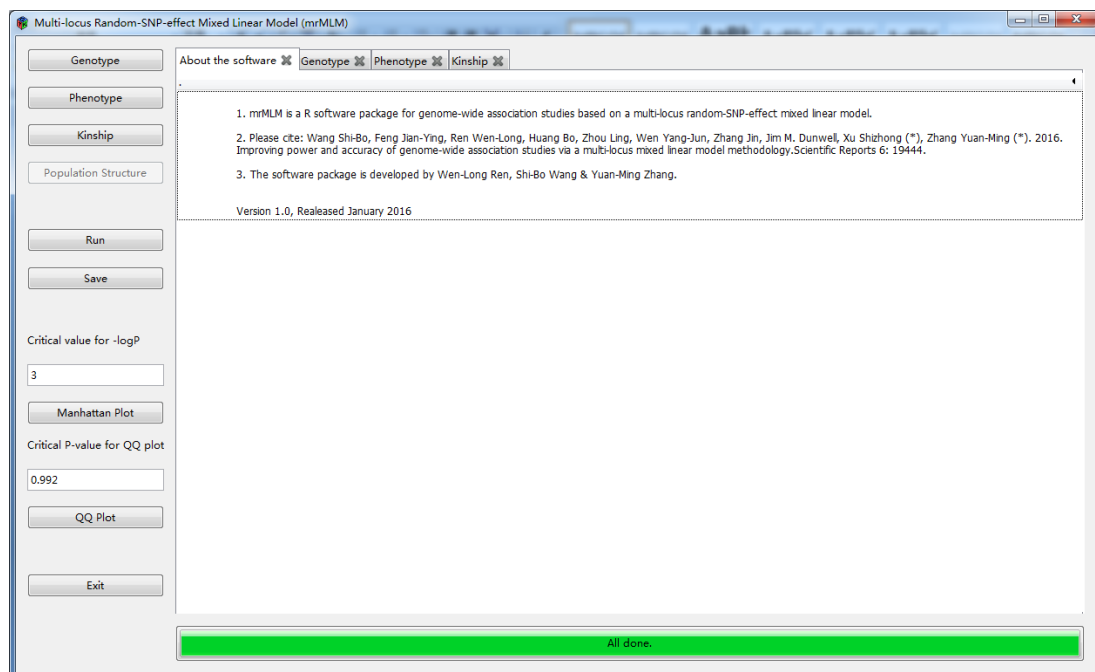 Multi-locus Random-SNP-effect Mixed Linear Model (mrMLM)
Genotype
Phenotype
Kinship
Population Structure
Run
Save
Critical value for -logP
3
Manhattan Plot
Critical P-value for QQ plot
0.992
QQ Plot
Exit
About the software Genotype Phenotype Kinship
.
1. mrMLM is a R software package for genome-wide association studies based on a multi-locus random-SNP-effect mixed linear model.
2. Please cite: Wang Shi-Bo, Feng Jian-Ying, Ren Wen-Long, Huang Bo, Zhou Ling, Wen Yang-Jun, Zhang Jin, Jim M. Dunwell, Xu Shizhong (*), Zhang Yuan-Ming (*). 2016.
Improving power and accuracy of genome-wide association studies via a multi-locus mixed linear model methodology.Scientific Reports 6: 19444.
3. The software package is developed by Wen-Long Ren, Shi-Bo Wang & Yuan-Ming Zhang.
Version 1.0, Realeased January 2016
All done.